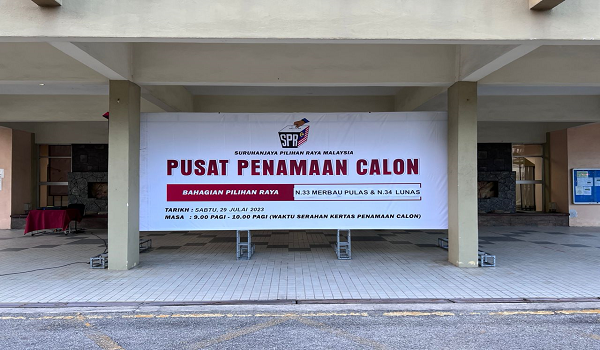 SPR
SURUHANJAYA PILIHAN RAYA MALAYSIA
PUSAT PENAMAAN CALON
BAHAGIAN PILIHAN RAYA N.33 MERBAU PULAS & N.34 LUNAS
TARIKH : SABTU, 29 JULAI 2023
MASA : 9.00 PAGI - 10.00 PAGI (WAKTU SERAHAN KERTAS PENAMAAN CALON)